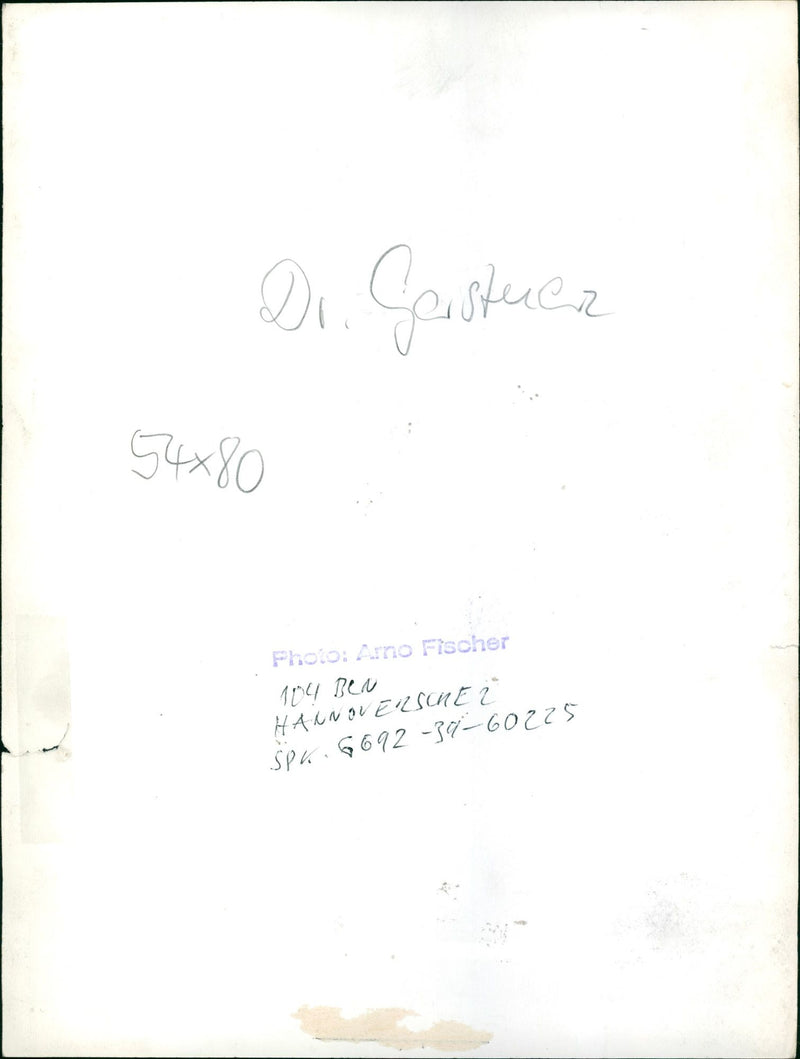 Dr. Gerstner
54x80
Photo: Arno Fischer
104 BLN
HANNOVERSCHE 2
SPK. 6692-39-60225